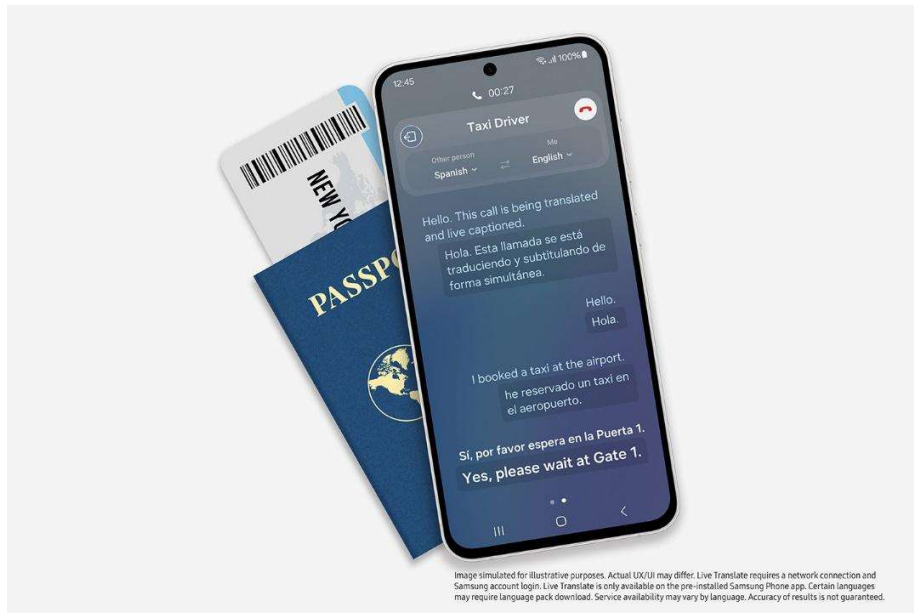 NEW YO
PASSPO
12:45
100%
00:27
Taxi Driver
Other person
Me
Spanish
English
Hello. This call is being translated
and live captioned.
Hola. Esta llamada se está
traduciendo y subtitulando de
forma simultánea.
Hello.
Hola.
I booked a taxi at the airport.
he reservado un taxi en
el aeropuerto.
Sí, por favor espera en la Puerta 1.
Yes, please wait at Gate 1.
Image simulated for illustrative purposes. Actual UX/UI may differ. Live Translate requires a network connection and
Samsung account login. Live Translate is only available on the pre-installed Samsung Phone app. Certain languages
may require language pack download. Service availability may vary by language. Accuracy of results is not guaranteed.